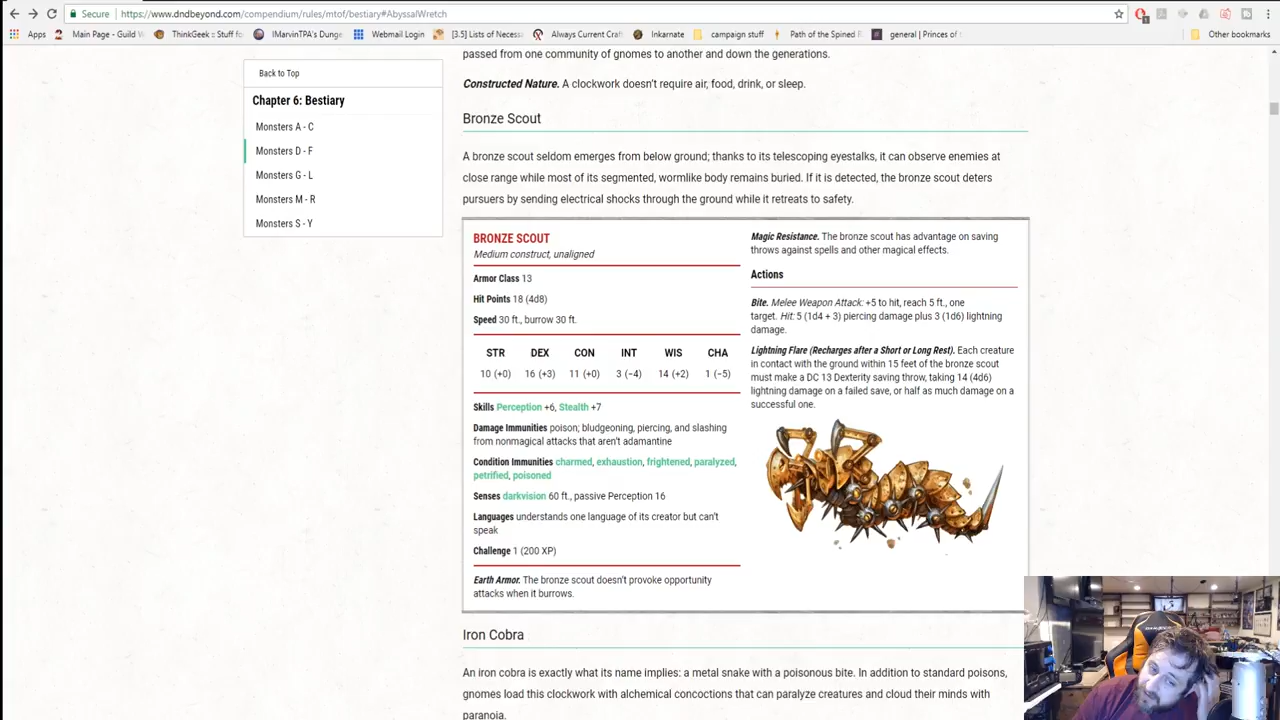 Secure
https://www.dndbeyond.com/compendium/rules/mtof/bestiary#AbyssalWretch
Apps
Main Page - Guild W
ThinkGeek :: Stuff fo
IMarvinTPA's Dunge
Webmail Login
[3.5] Lists of Necess
Always Current Craf
Inkarnate
campaign stuff
Path of the Spined R
general | Princes of
Other bookmarks
Back to Top
Chapter 6: Bestiary
Monsters A - C
Monsters D - F
Monsters G - L
Monsters M - R
Monsters S - Y
passed from one community of gnomes to another and down the generations.
Constructed Nature. A clockwork doesn't require air, food, drink, or sleep.
Bronze Scout
A bronze scout seldom emerges from below ground; thanks to its telescoping eyestalks, it can observe enemies at
close range while most of its segmented, wormlike body remains buried. If it is detected, the bronze scout deters
pursuers by sending electrical shocks through the ground while it retreats to safety.
BRONZE SCOUT
Medium construct, unaligned
Armor Class 13
Hit Points 18 (4d8)
Speed 30 ft., burrow 30 ft.
STR DEX CON INT WIS CHA
10 (+0) 16 (+3) 11 (+0) 3 (−4) 14 (+2) 1 (−5)
Skills Perception +6, Stealth +7
Damage Immunities poison; bludgeoning, piercing, and slashing
from nonmagical attacks that aren't adamantine
Condition Immunities charmed, exhaustion, frightened, paralyzed,
petrified, poisoned
Senses darkvision 60 ft., passive Perception 16
Languages understands one language of its creator but can't
speak
Challenge 1 (200 XP)
Earth Armor. The bronze scout doesn't provoke opportunity
attacks when it burrows.
Magic Resistance. The bronze scout has advantage on saving
throws against spells and other magical effects.
Actions
Bite. Melee Weapon Attack: +5 to hit, reach 5 ft., one
target. Hit: 5 (1d4 + 3) piercing damage plus 3 (1d6) lightning
damage.
Lightning Flare (Recharges after a Short or Long Rest). Each creature
in contact with the ground within 15 feet of the bronze scout
must make a DC 13 Dexterity saving throw, taking 14 (4d6)
lightning damage on a failed save, or half as much damage on a
successful one.
Iron Cobra
An iron cobra is exactly what its name implies: a metal snake with a poisonous bite. In addition to standard poisons,
gnomes load this clockwork with alchemical concoctions that can paralyze creatures and cloud their minds with
paranoia.